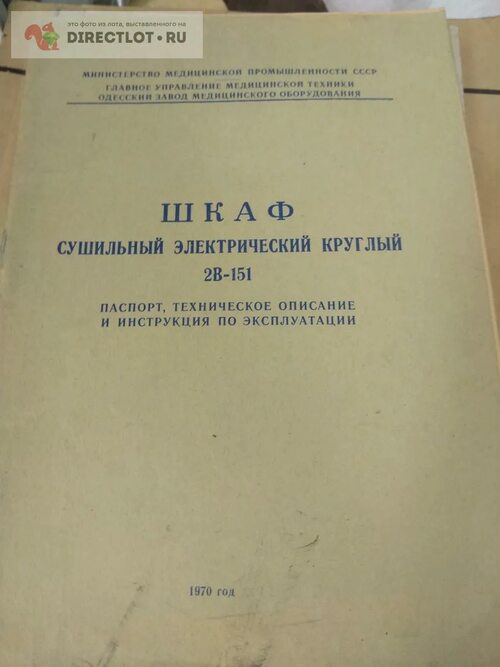 это фото из лота, выставленного на
DIRECTLOT.RU
МИНИСТЕРСТВО МЕДИЦИНСКОЙ ПРОМЫШЛЕННОСТИ СССР
ГЛАВНОЕ УПРАВЛЕНИЕ МЕДИЦИНСКОЙ ТЕХНИКИ
ОДЕССКИЙ ЗАВОД МЕДИЦИНСКОГО ОБОРУДОВАНИЯ
ШКАФ
СУШИЛЬНЫЙ ЭЛЕКТРИЧЕСКИЙ КРУГЛЫЙ
2В-151
ПАСПОРТ, ТЕХНИЧЕСКОЕ ОПИСАНИЕ
И ИНСТРУКЦИЯ ПО ЭКСПЛУАТАЦИИ
1970 год